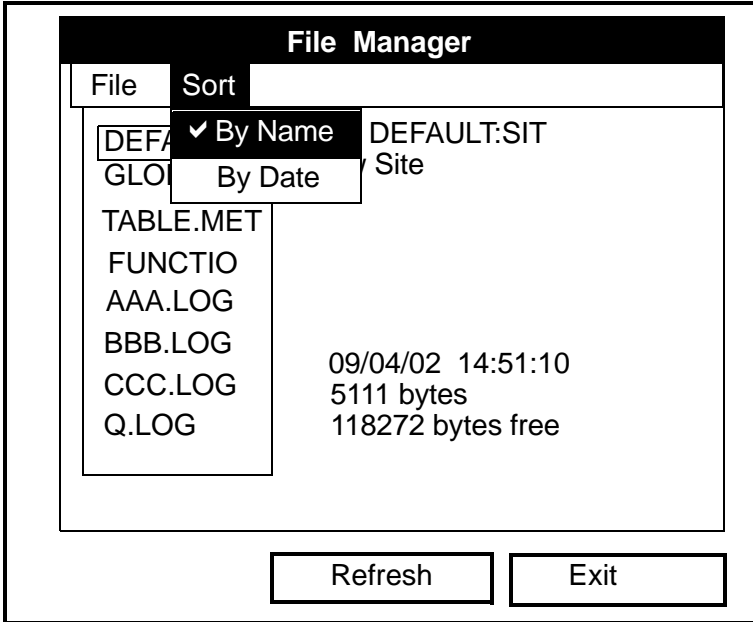 File Manager
File Sort
By Name
By Date
DEFAULT:SIT
Site
TABLE.MET
FUNCTIO
AAA.LOG
BBB.LOG
CCC.LOG
Q.LOG
09/04/02 14:51:10
5111 bytes
118272 bytes free
Refresh Exit